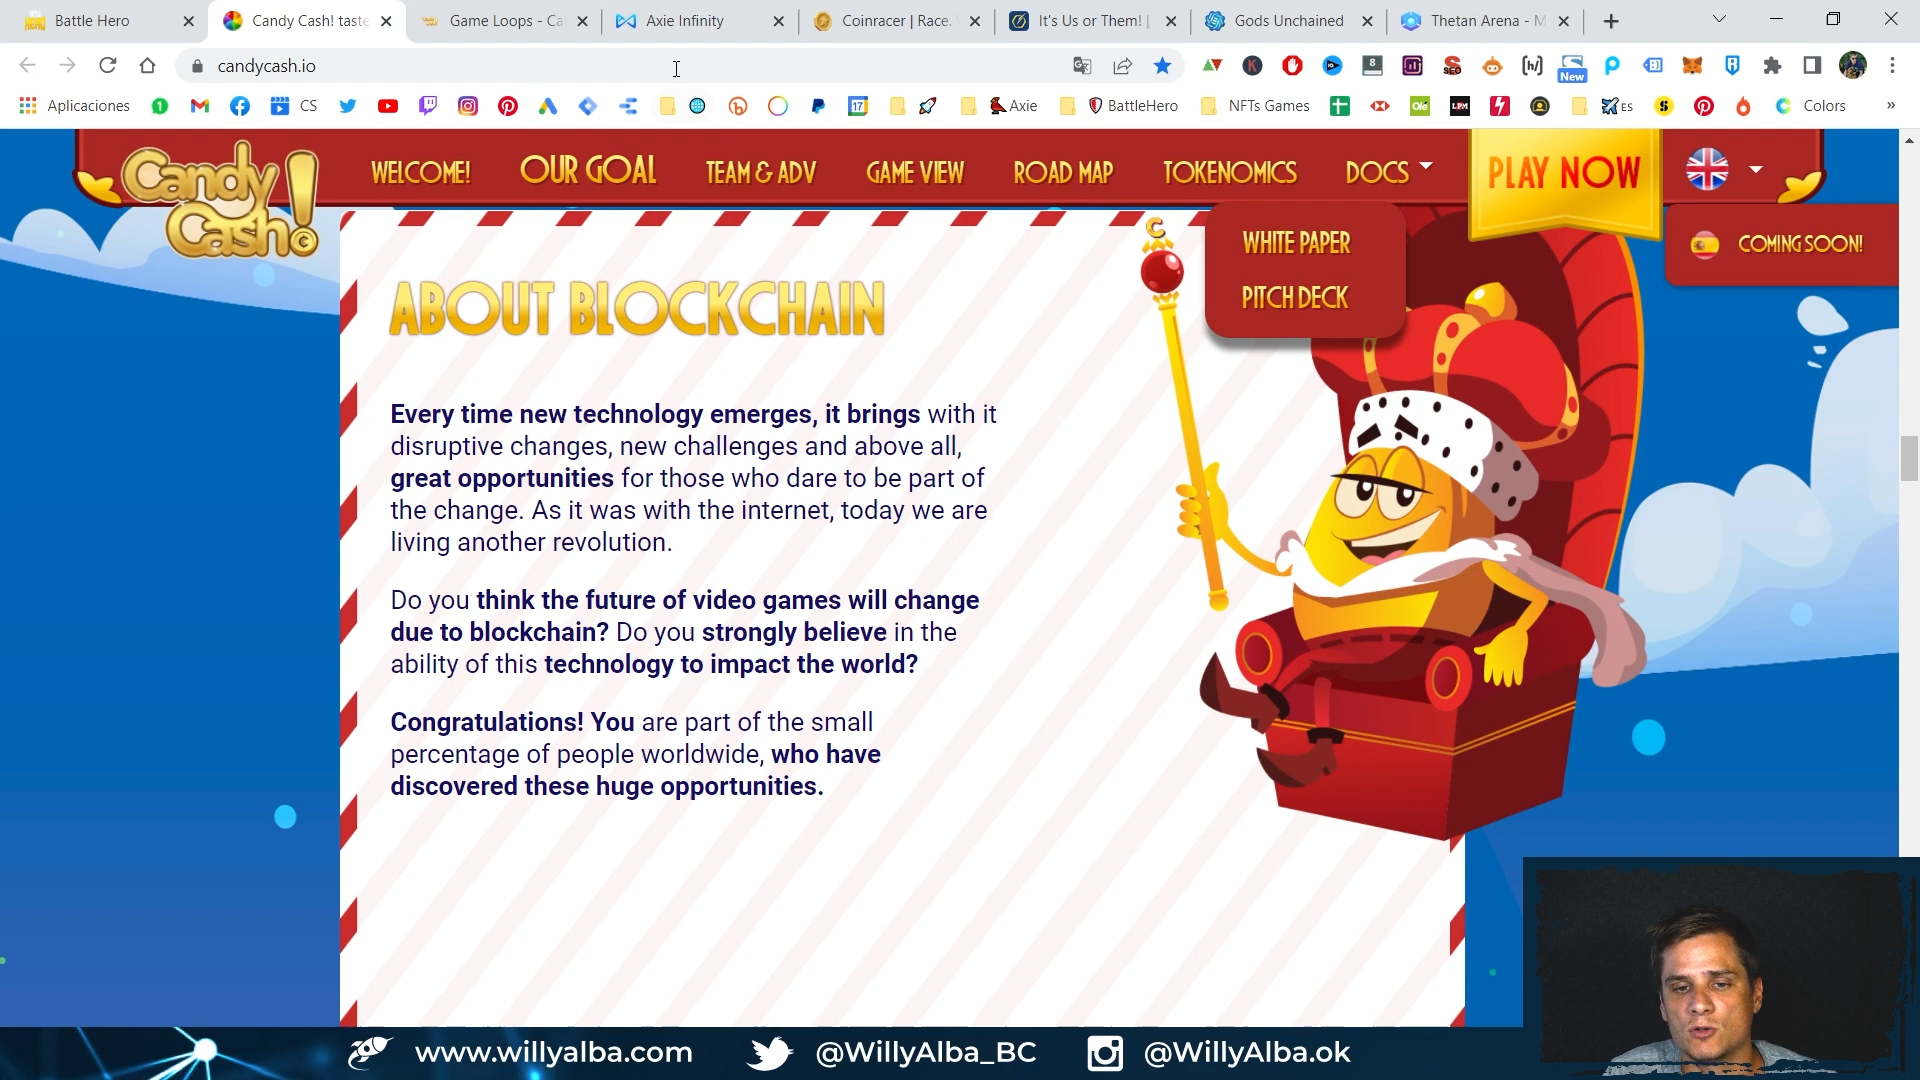 Battle Hero
Candy Cash! taste
Game Loops - Ca
Axie Infinity
Coinracer | Race.
It's Us or Them! |
Gods Unchained
Thetan Arena - M
candycash.io
New
Aplicaciones
CS
17
Axie
BattleHero
NFTs Games
Olé
LPM
ES
Colors
»
Candy Cash!
WELCOME!
OUR GOAL
TEAM & ADV
GAME VIEW
ROAD MAP
TOKENOMICS
DOCS
PLAY NOW
WHITE PAPER
PITCH DECK
COMING SOON!
ABOUT BLOCKCHAIN
Every time new technology emerges, it brings with it
disruptive changes, new challenges and above all,
great opportunities for those who dare to be part of
the change. As it was with the internet, today we are
living another revolution.
Do you think the future of video games will change
due to blockchain? Do you strongly believe in the
ability of this technology to impact the world?
Congratulations! You are part of the small
percentage of people worldwide, who have
discovered these huge opportunities.
www.willyalba.com
@WillyAlba_BC
@WillyAlba.ok